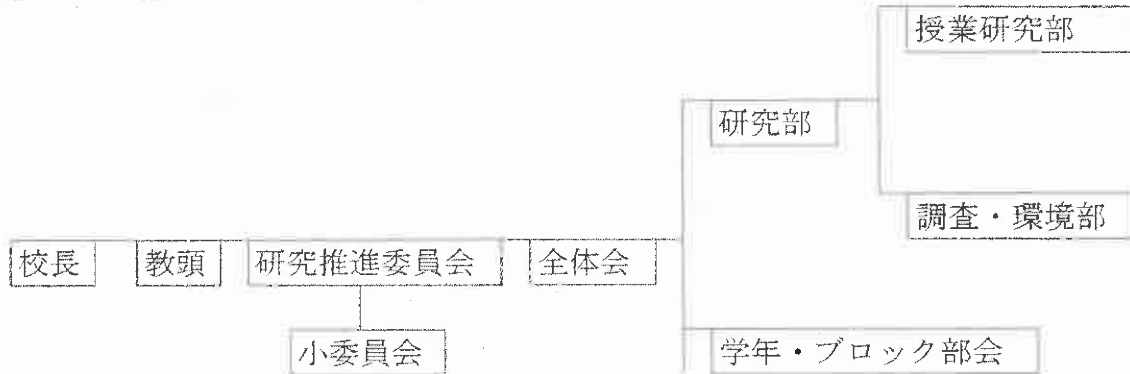 授業研究部
研究部
調査・環境部
校長 教頭 研究推進委員会 全体会
小委員会 学年・ブロック部会